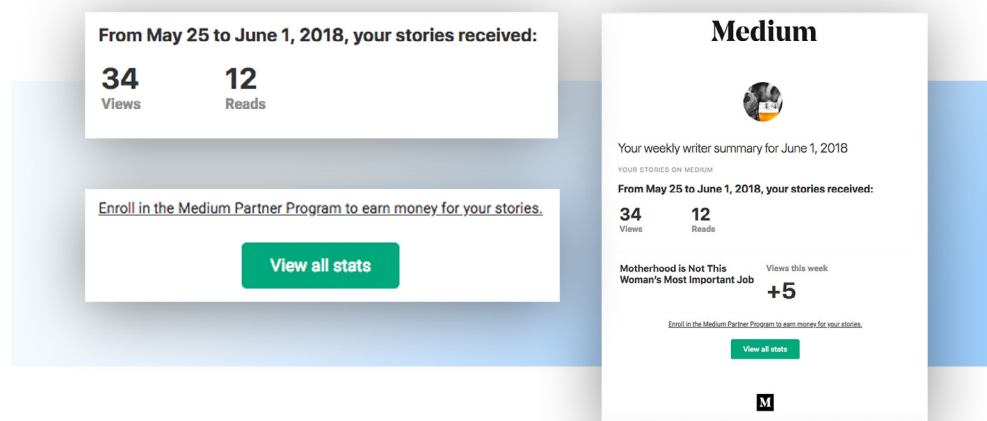 From May 25 to June 1, 2018, your stories received:
34 12
Views Reads
Enroll in the Medium Partner Program to earn money for your stories.
View all stats
Medium
Your weekly writer summary for June 1, 2018
YOUR STORIES ON MEDIUM
From May 25 to June 1, 2018, your stories received:
34 12
Views Reads
Motherhood is Not This
Woman's Most Important Job
Views this week
+5
Enroll in the Medium Partner Program to earn money for your stories.
View all stats
M